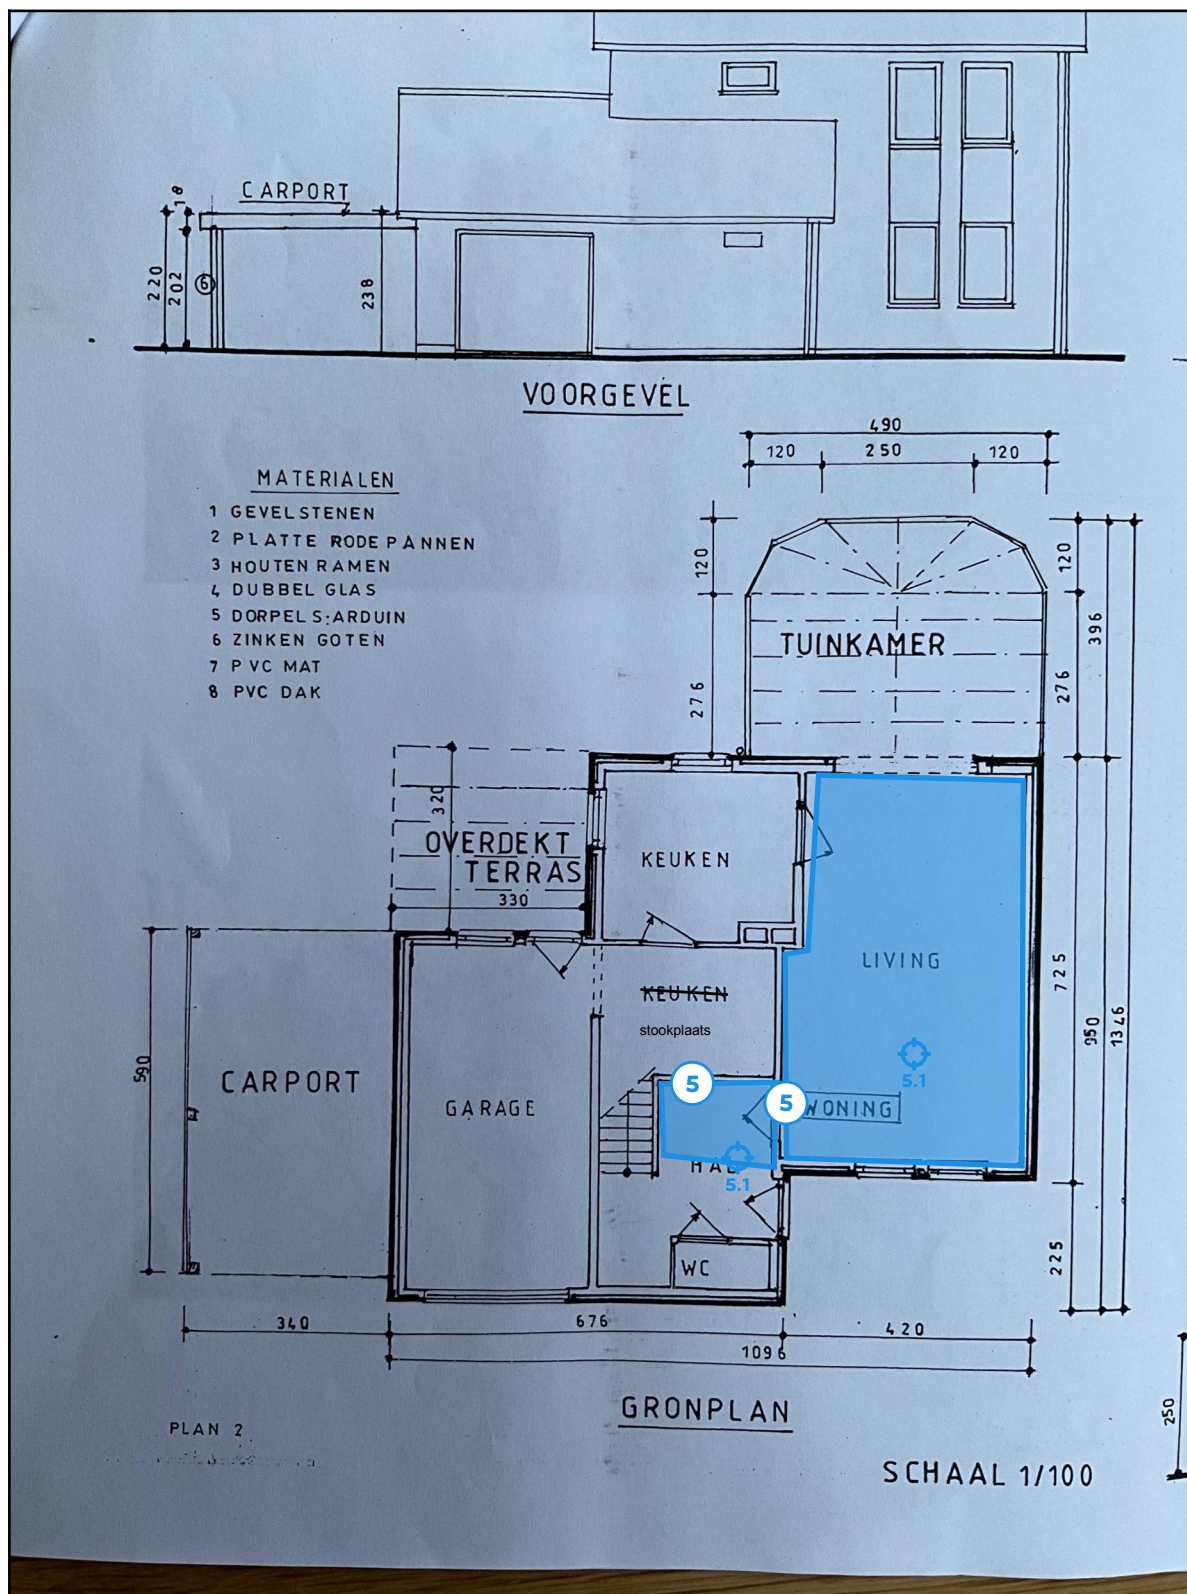 CARPORT
18
220
202
6
238
VOORGEVEL
MATERIALEN
1 GEVELSTENEN
2 PLATTE RODE PANNEN
3 HOUTEN RAMEN
4 DUBBEL GLAS
5 DORPELS:ARDUIN
6 ZINKEN GOTEN
7 PVC MAT
8 PVC DAK
490
120
250
120
120
276
120
276
396
TUINKAMER
320
OVERDEKT
TERRAS
330
KEUKEN
LIVING
KEUKEN
stookplaats
725
950
1346
590
CARPORT
GARAGE
5
5
5.1
WONING
HAL
5.1
WC
225
340
676
420
1096
GRONPLAN
PLAN 2
SCHAAL 1/100
250